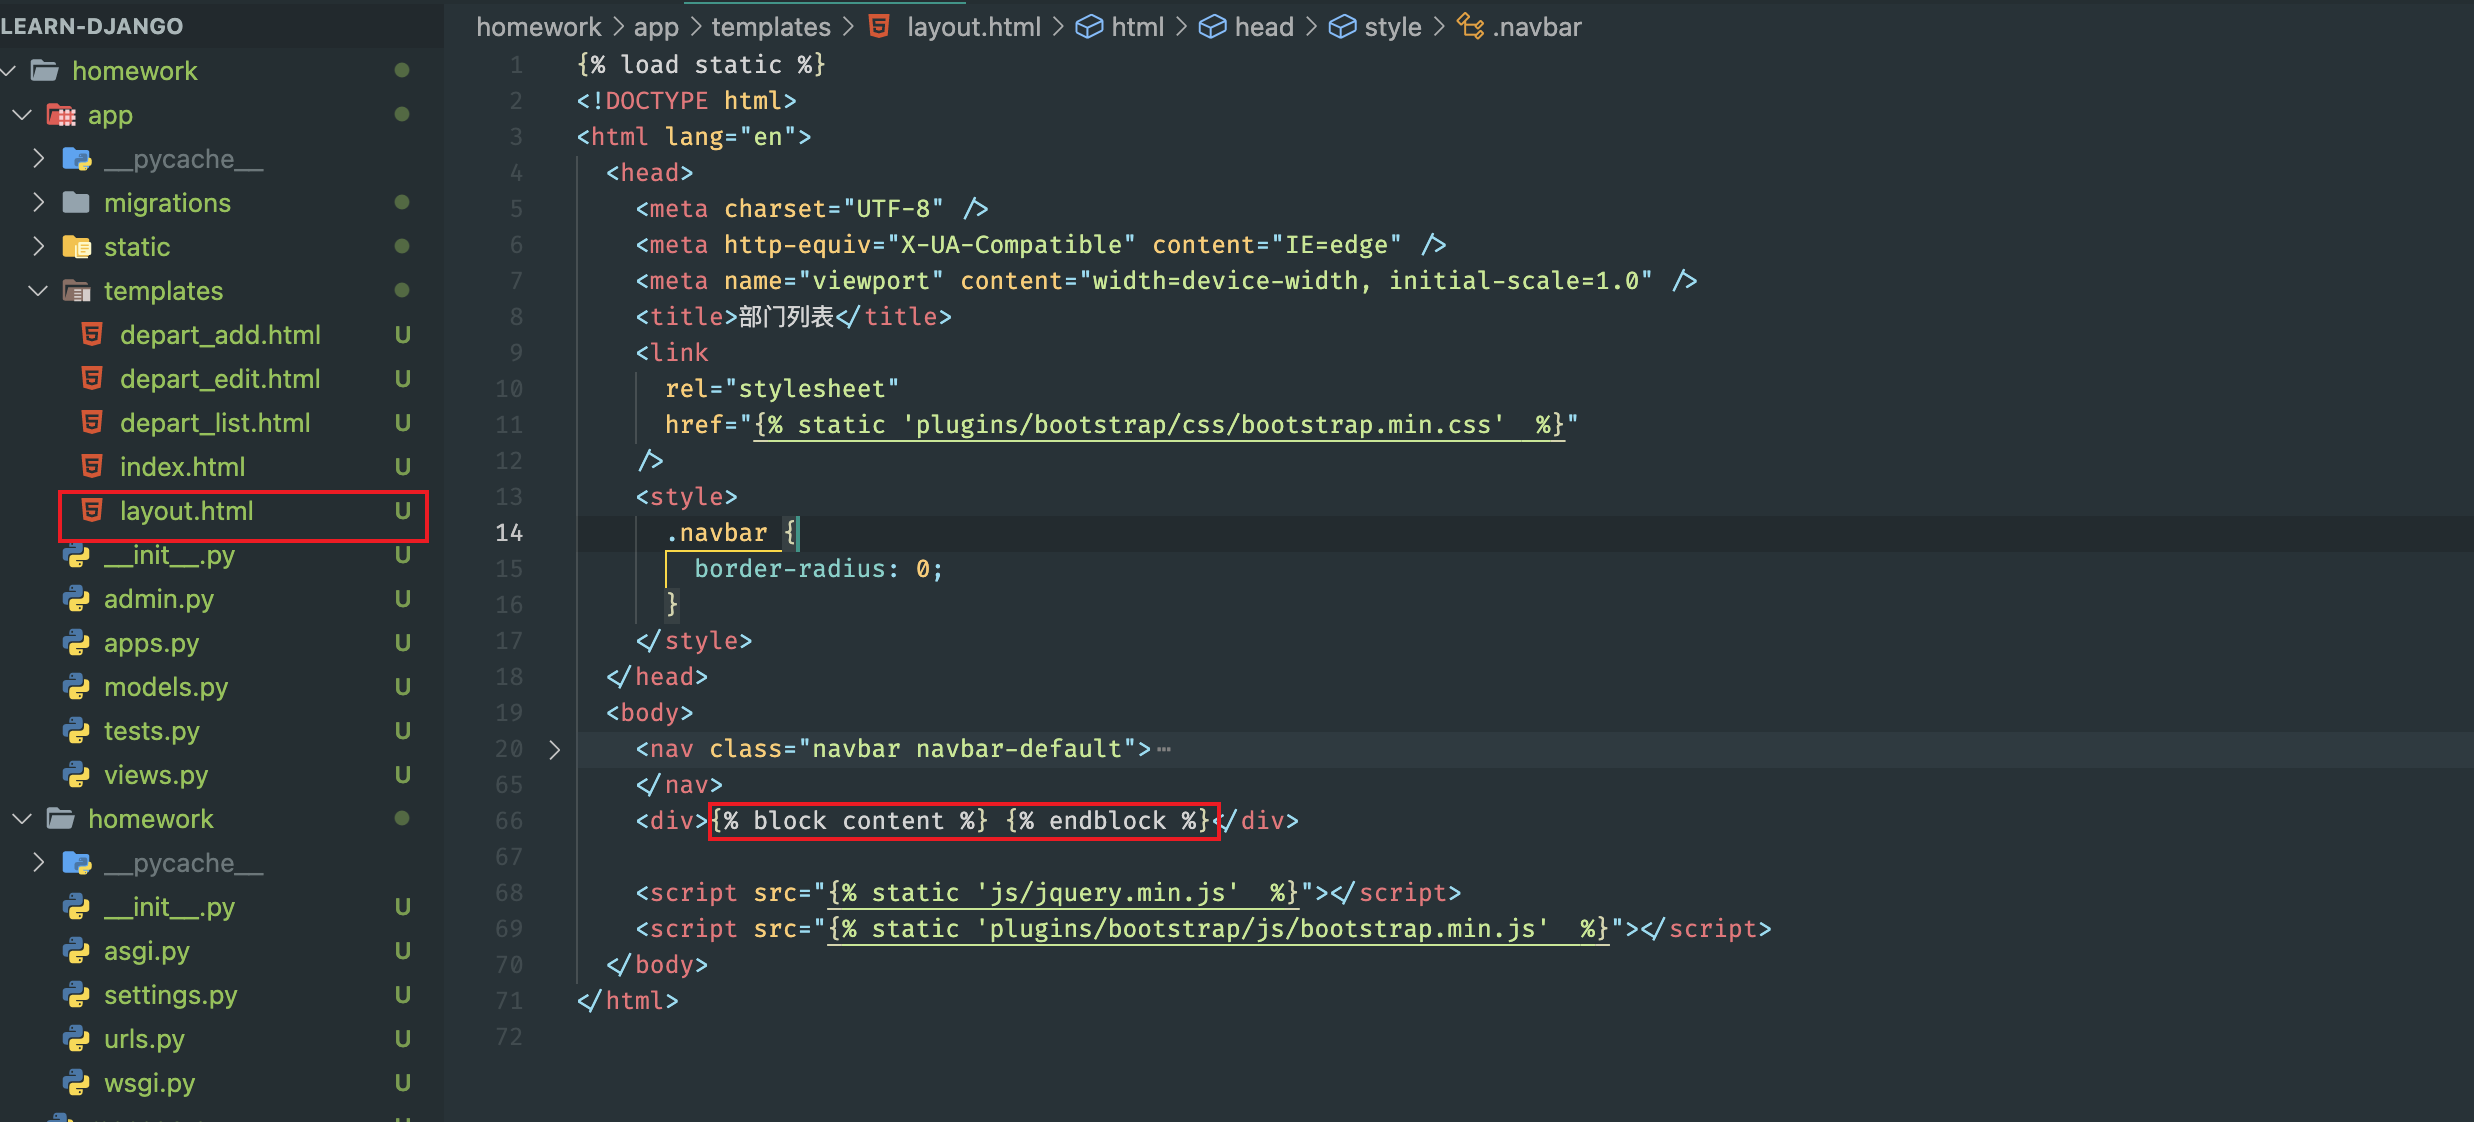 LEARN-DJANGO
homework
app
__pycache__
migrations
static
templates
depart_add.html U
depart_edit.html U
depart_list.html U
index.html U
layout.html U
__init__.py U
admin.py U
apps.py U
models.py U
tests.py U
views.py U
homework
__pycache__
__init__.py U
asgi.py U
settings.py U
urls.py U
wsgi.py U
homework > app > templates > layout.html > html > head > style > .navbar
1 {% load static %}
2 <!DOCTYPE html>
3 <html lang="en">
4 <head>
5 <meta charset="UTF-8" />
6 <meta http-equiv="X-UA-Compatible" content="IE=edge" />
7 <meta name="viewport" content="width=device-width, initial-scale=1.0" />
8 <title>部门列表</title>
9 <link
10 rel="stylesheet"
11 href="{% static 'plugins/bootstrap/css/bootstrap.min.css'  %}"
12 />
13 <style>
14 .navbar {
15 border-radius: 0;
16 }
17 </style>
18 </head>
19 <body>
20 <nav class="navbar navbar-default">⋯
65 </nav>
66 <div>{% block content %} {% endblock %}</div>
67
68 <script src="{% static 'js/jquery.min.js'  %}"></script>
69 <script src="{% static 'plugins/bootstrap/js/bootstrap.min.js'  %}"></script>
70 </body>
71 </html>
72